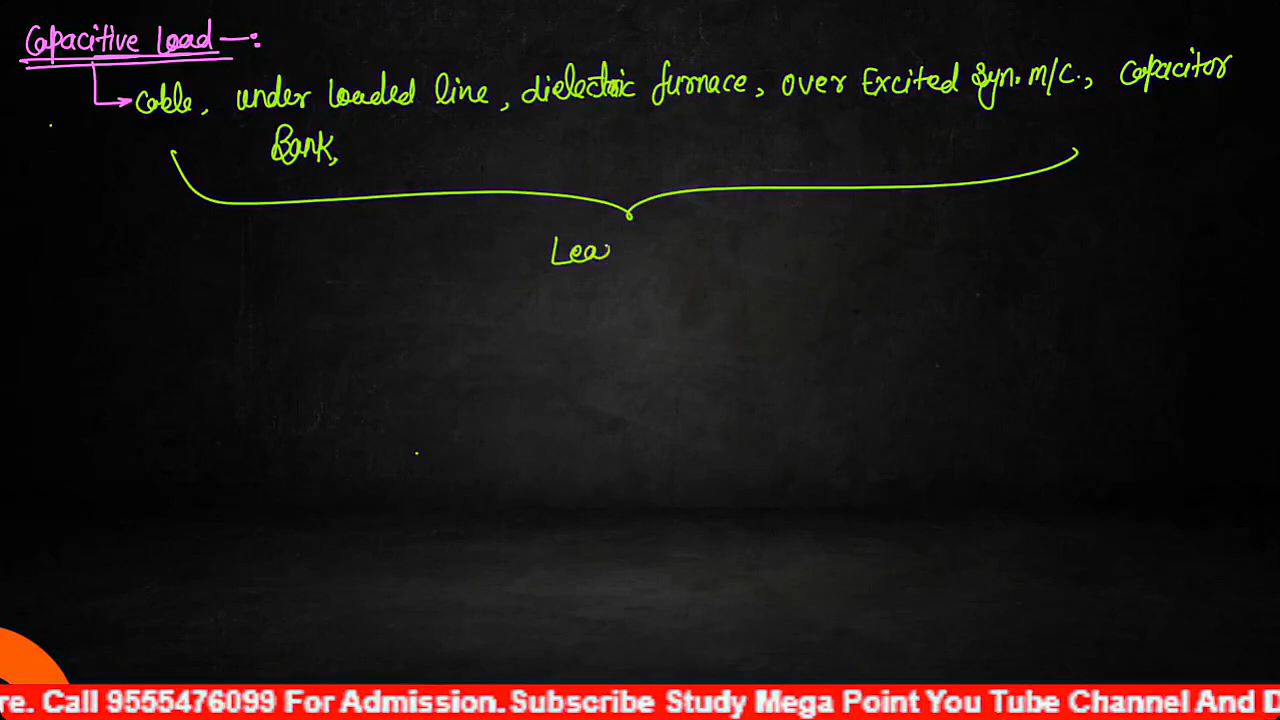 Capacitive Load —:
Cable, under loaded line, dielectric furnace, over Excited Syn. M/C., Capacitor
Bank,
Lea
re. Call 9555476099 For Admission. Subscribe Study Mega Point You Tube Channel And D